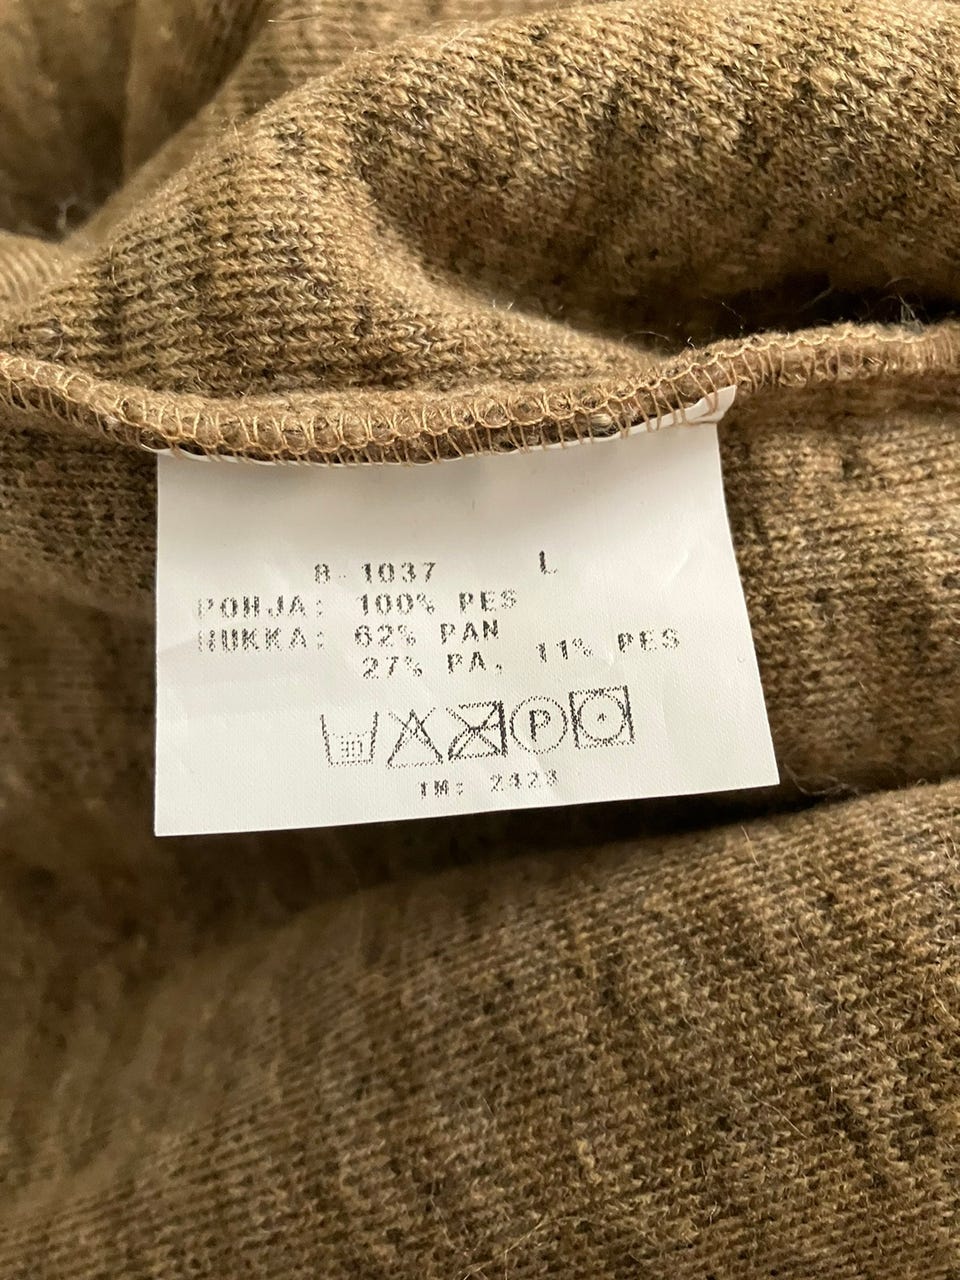 8-1037 L
POHJA: 100% PES
NUKKA: 62% PAN
27% PA, 11% PES
P
TM: 2423